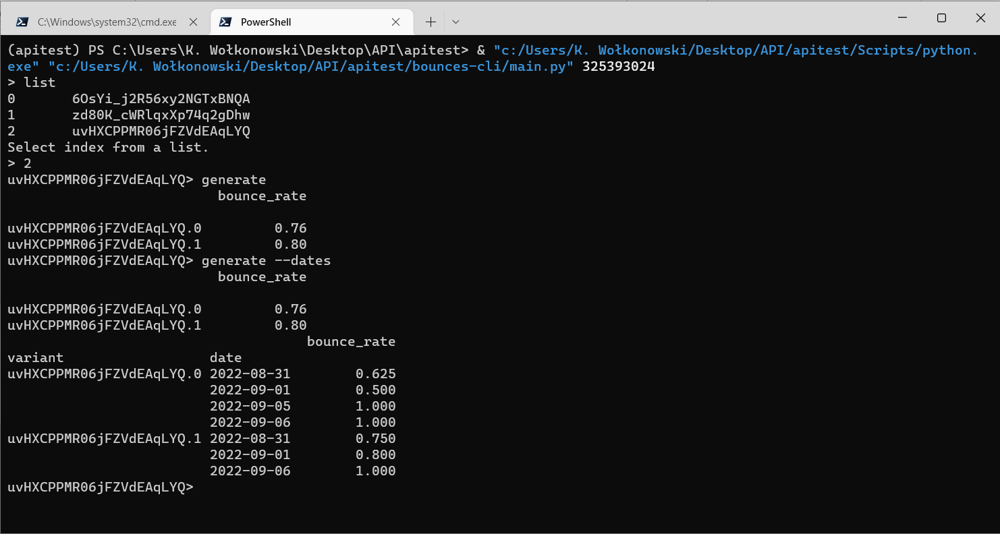 C:\Windows\system32\cmd.exe
PowerShell
(apitest) PS C:\Users\K. Wołkonowski\Desktop\API\apitest> & "c:/Users/K. Wołkonowski/Desktop/API/apitest/Scripts/python.
exe" "c:/Users/K. Wołkonowski/Desktop/API/apitest/bounces-cli/main.py" 325393024
> list
0       6OsYi_j2R56xy2NGTxBNQA
1       zd80K_cWRlqxXp74q2gDhw
2       uvHXCPPMR06jFZVdEAqLYQ
Select index from a list.
> 2
uvHXCPPMR06jFZVdEAqLYQ> generate
                          bounce_rate
uvHXCPPMR06jFZVdEAqLYQ.0         0.76
uvHXCPPMR06jFZVdEAqLYQ.1         0.80
uvHXCPPMR06jFZVdEAqLYQ> generate --dates
                          bounce_rate
uvHXCPPMR06jFZVdEAqLYQ.0         0.76
uvHXCPPMR06jFZVdEAqLYQ.1         0.80
                                     bounce_rate
variant                  date
uvHXCPPMR06jFZVdEAqLYQ.0 2022-08-31        0.625
                         2022-09-01        0.500
                         2022-09-05        1.000
                         2022-09-06        1.000
uvHXCPPMR06jFZVdEAqLYQ.1 2022-08-31        0.750
                         2022-09-01        0.800
                         2022-09-06        1.000
uvHXCPPMR06jFZVdEAqLYQ>